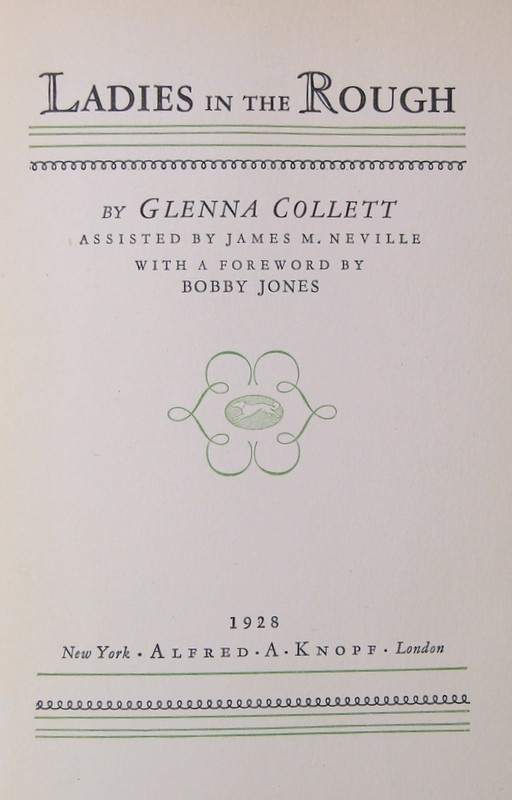 LADIES IN THE ROUGH
BY GLENNA COLLETT
ASSISTED BY JAMES M. NEVILLE
WITH A FOREWORD BY
BOBBY JONES
1928
New York · ALFRED · A · KNOPF · London